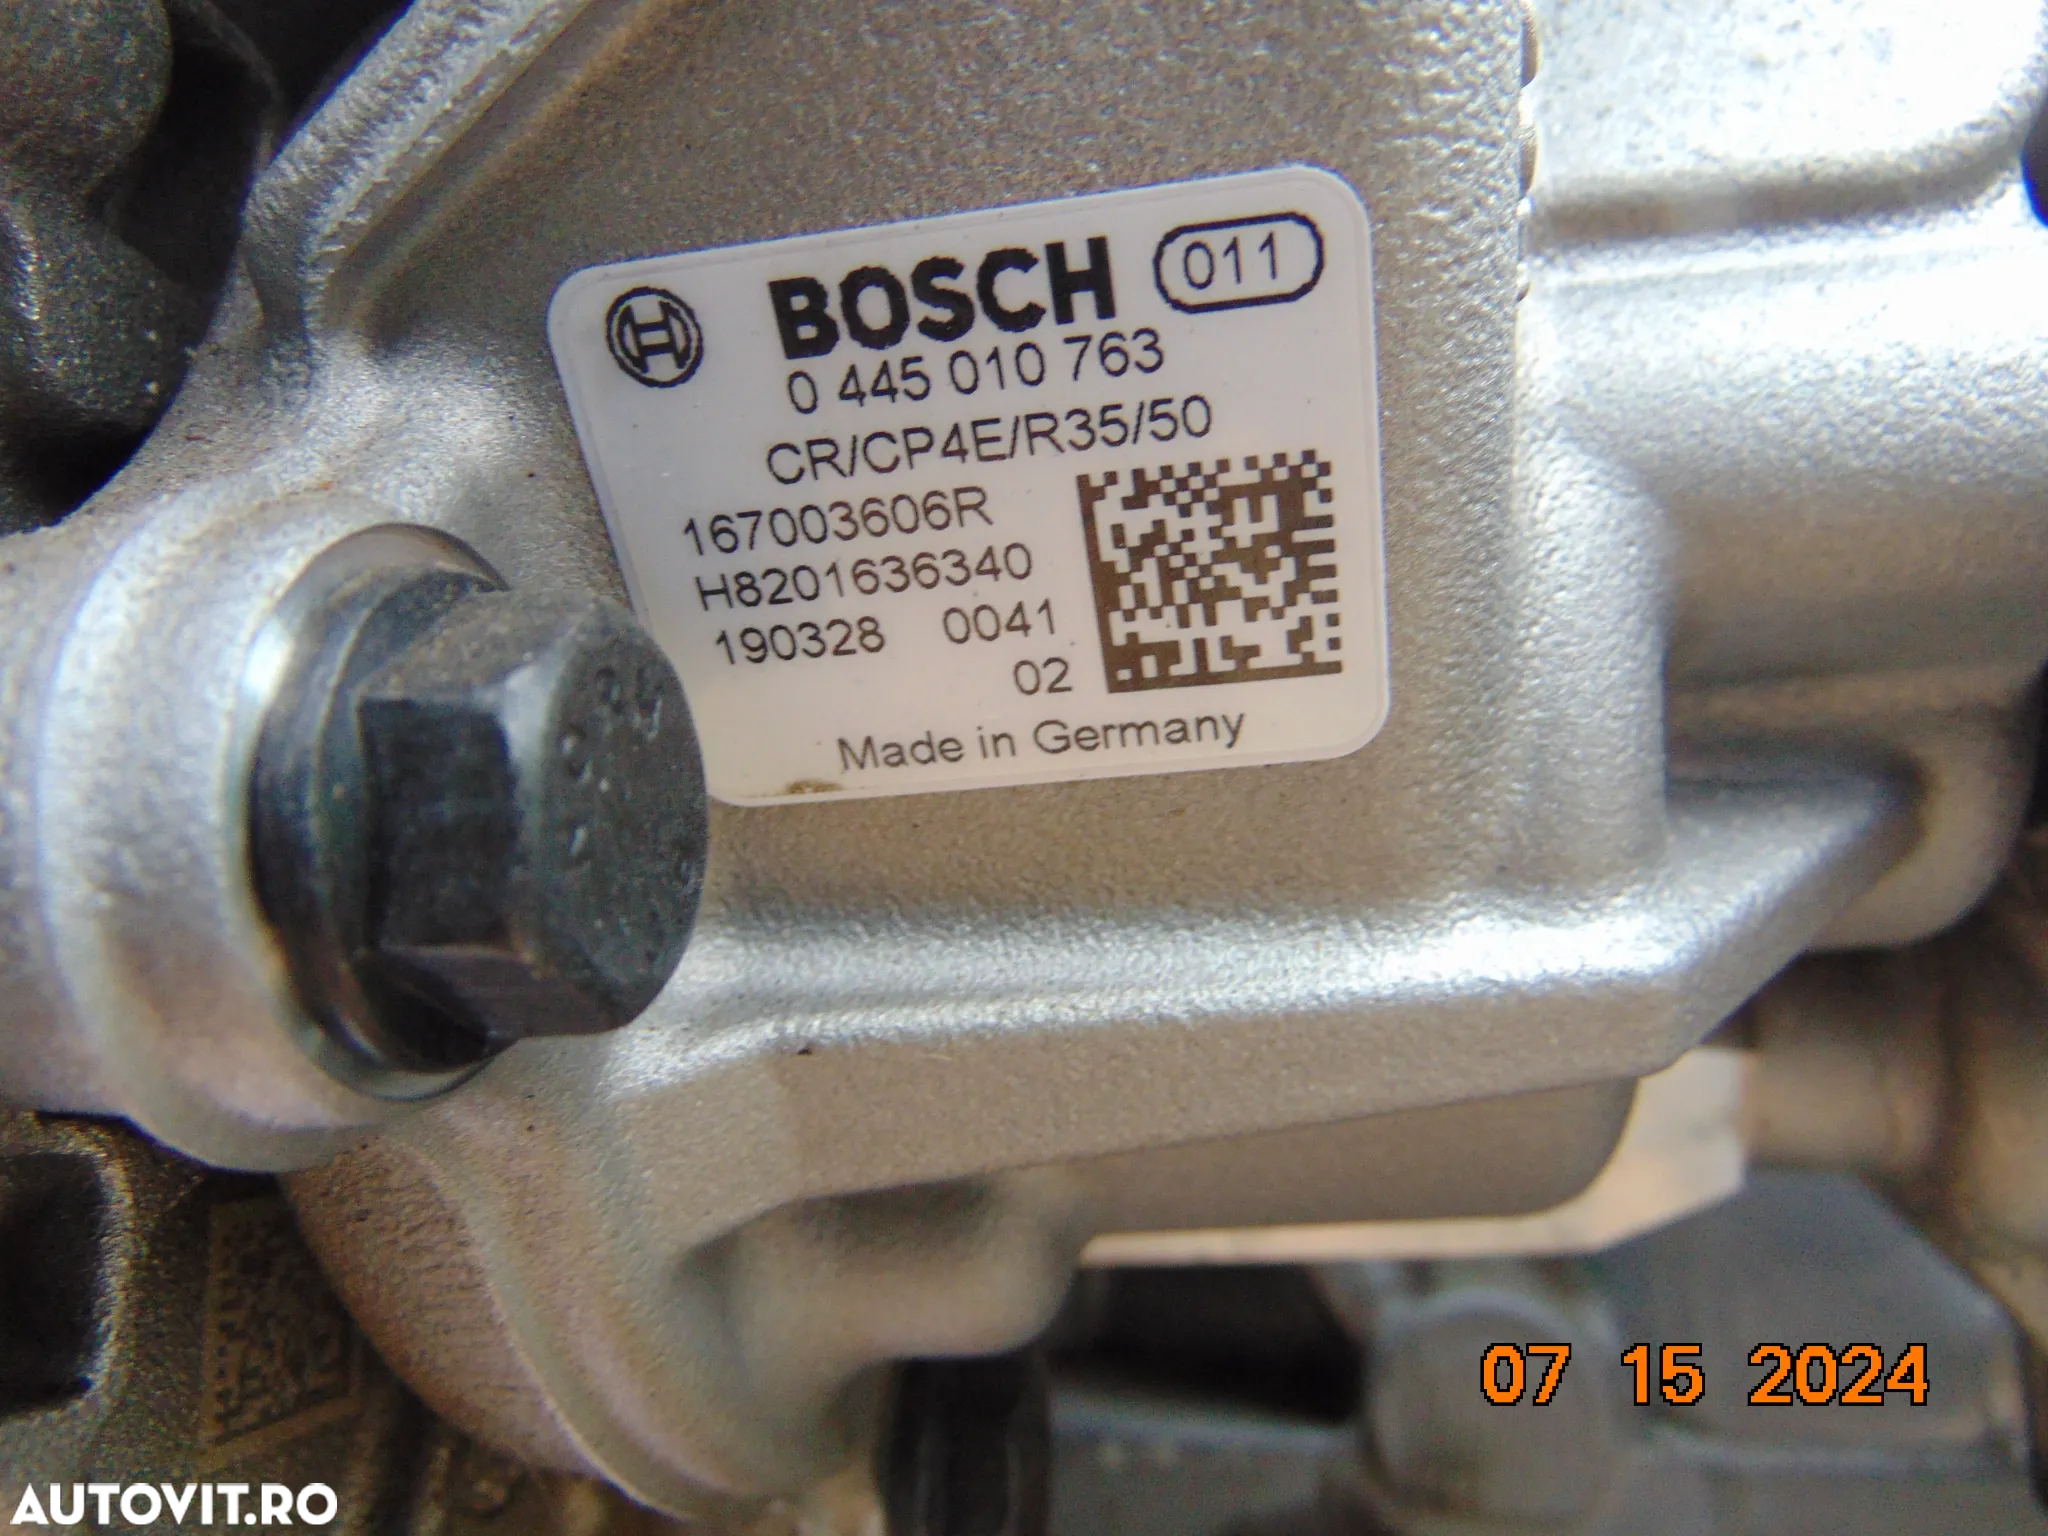 BOSCH 011
0 445 010 763
CR/CP4E/R35/50
167003606R
H8201636340
190328 0041
02
Made in Germany
07 15 2024
AUTOVIT.RO